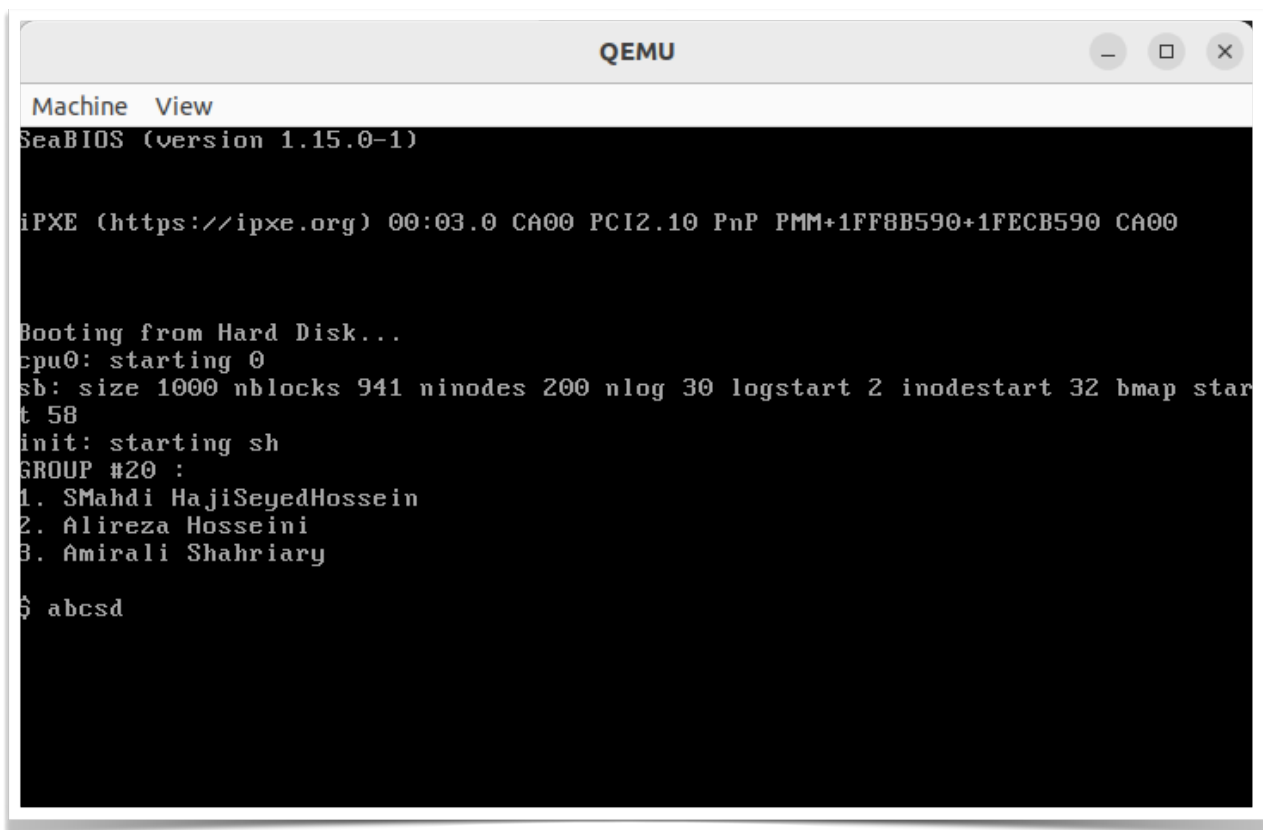 QEMU
Machine View
SeaBIOS (version 1.15.0-1)
iPXE (https://ipxe.org) 00:03.0 CA00 PCI2.10 PnP PMM+1FF8B590+1FECB590 CA00
Booting from Hard Disk...
cpu0: starting 0
sb: size 1000 nblocks 941 ninodes 200 nlog 30 logstart 2 inodestart 32 bmap star
t 58
init: starting sh
GROUP #20 :
1. SMahdi HajiSeyedHossein
2. Alireza Hosseini
3. Amirali Shahriary
$ abcsd